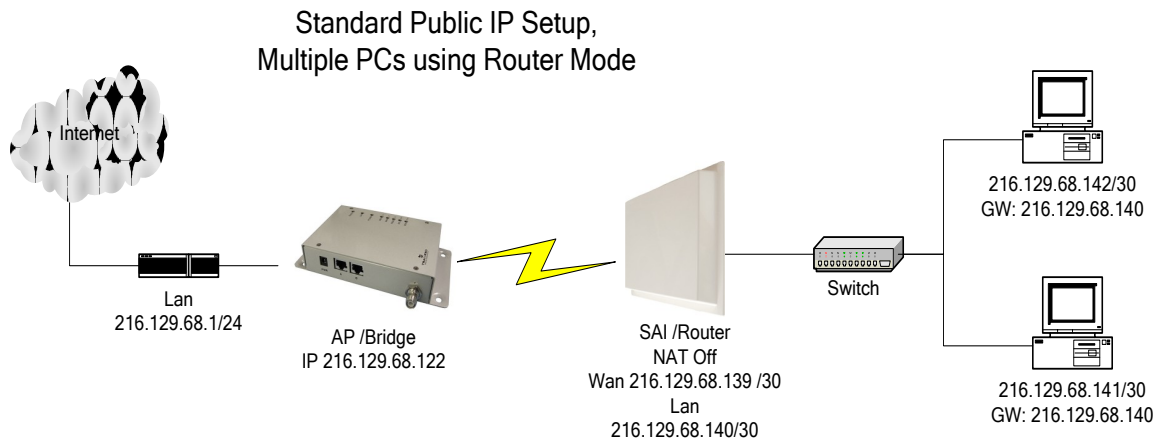 Standard Public IP Setup,
Multiple PCs using Router Mode
Internet
Lan
216.129.68.1/24
AP /Bridge
IP 216.129.68.122
SAI /Router
NAT Off
Wan 216.129.68.139 /30
Lan
216.129.68.140/30
Switch
216.129.68.142/30
GW: 216.129.68.140
216.129.68.141/30
GW: 216.129.68.140